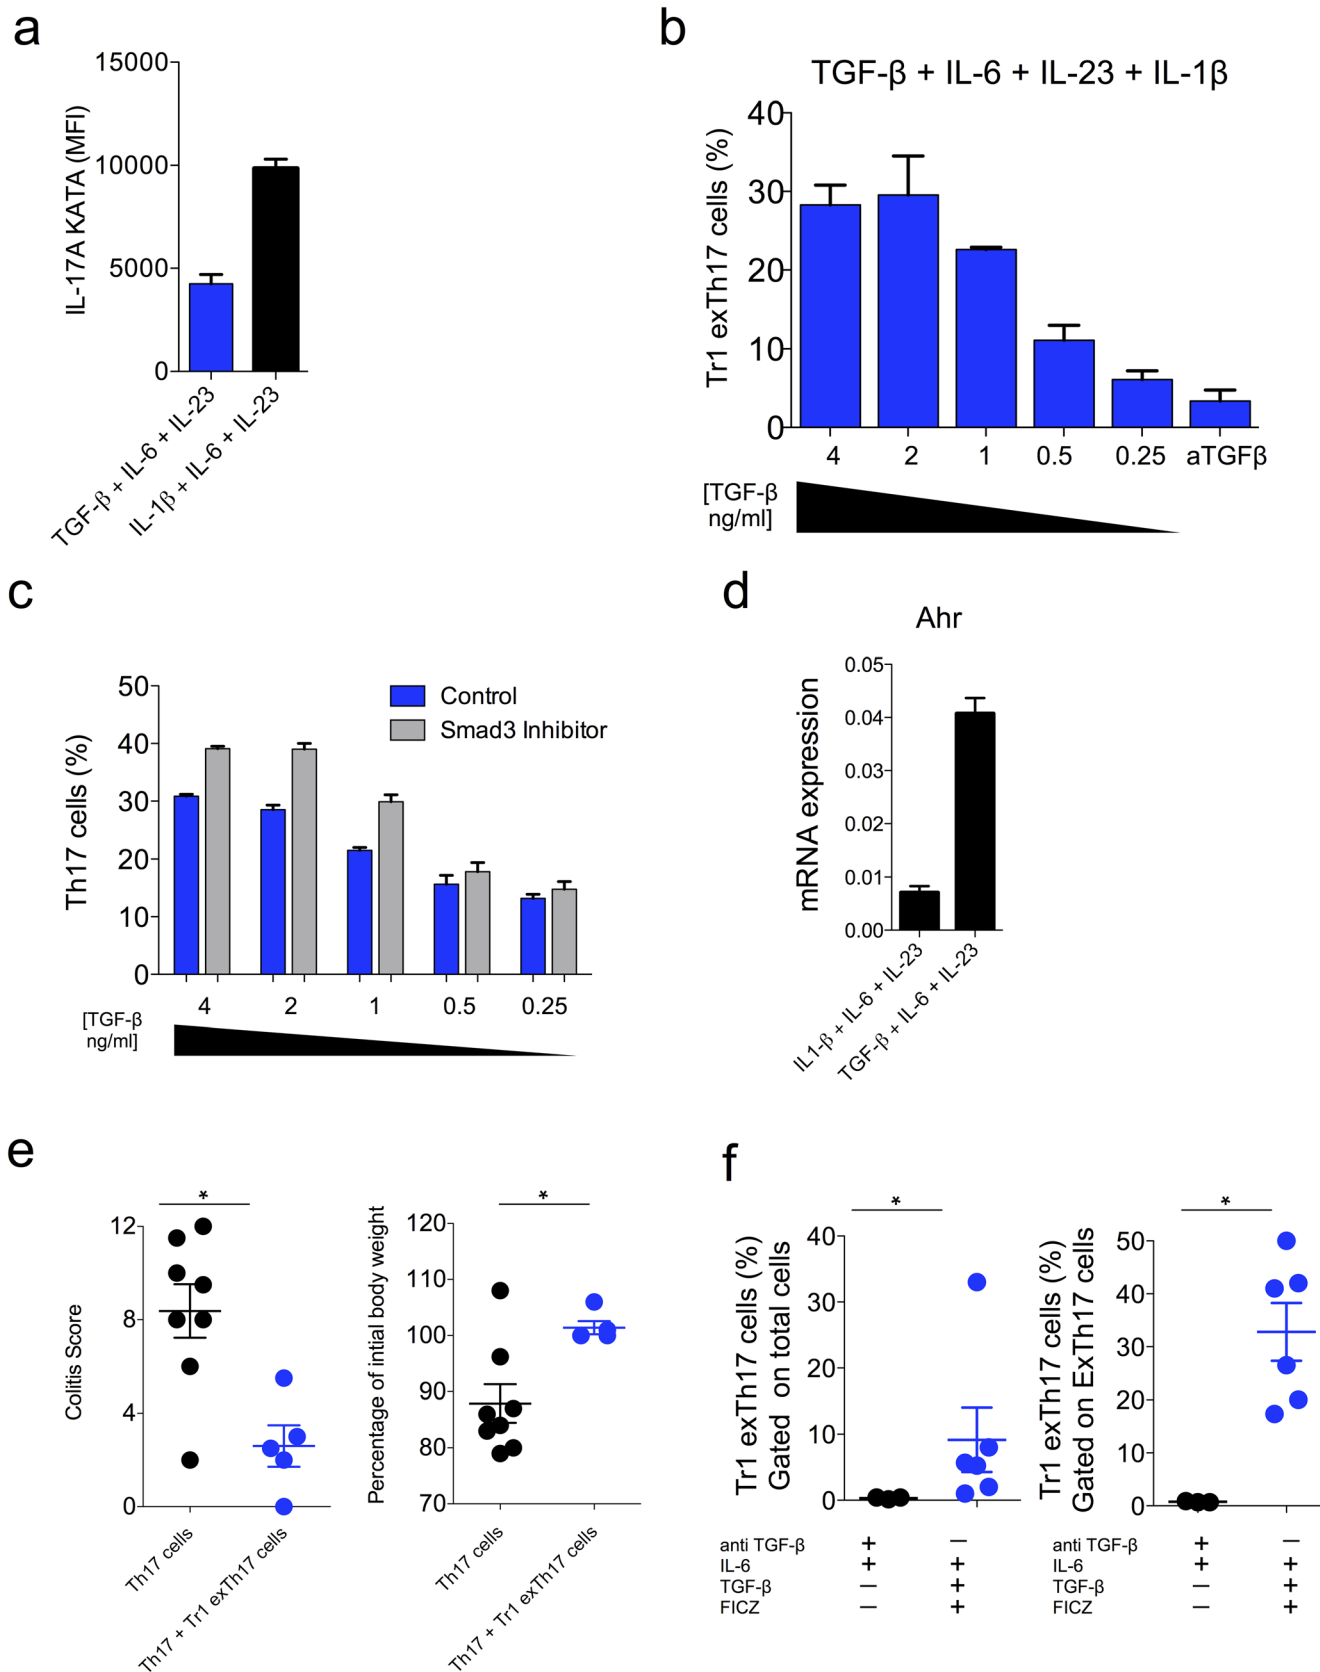 a
IL-17A KATA (MFI)
15000
10000
5000
0
TGF-β + IL-6 + IL-23
IL-1β + IL-6 + IL-23
b
TGF-β + IL-6 + IL-23 + IL-1β
Tr1 exTh17 cells (%)
40
30
20
10
0
4 2 1 0.5 0.25 aTGFβ
[TGF-β
ng/ml]
c
Th17 cells (%)
50
40
30
20
10
0
Control
Smad3 Inhibitor
4 2 1 0.5 0.25
[TGF-β
ng/ml]
d
Ahr
mRNA expression
0.05
0.04
0.03
0.02
0.01
0.00
IL1-β + IL-6 + IL-23
TGF-β + IL-6 + IL-23
e
Colitis Score
*
12
8
4
0
Th17 cells
Th17 + Tr1 exTh17 cells
Percentage of intial body weight
*
120
110
100
90
80
70
Th17 cells
Th17 + Tr1 exTh17 cells
f
Tr1 exTh17 cells (%)
Gated on total cells
*
40
30
20
10
0
anti TGF-β + —
IL-6 + +
TGF-β — +
FICZ — +
Tr1 exTh17 cells (%)
Gated on ExTh17 cells
*
50
40
30
20
10
0
anti TGF-β + —
IL-6 + +
TGF-β — +
FICZ — +